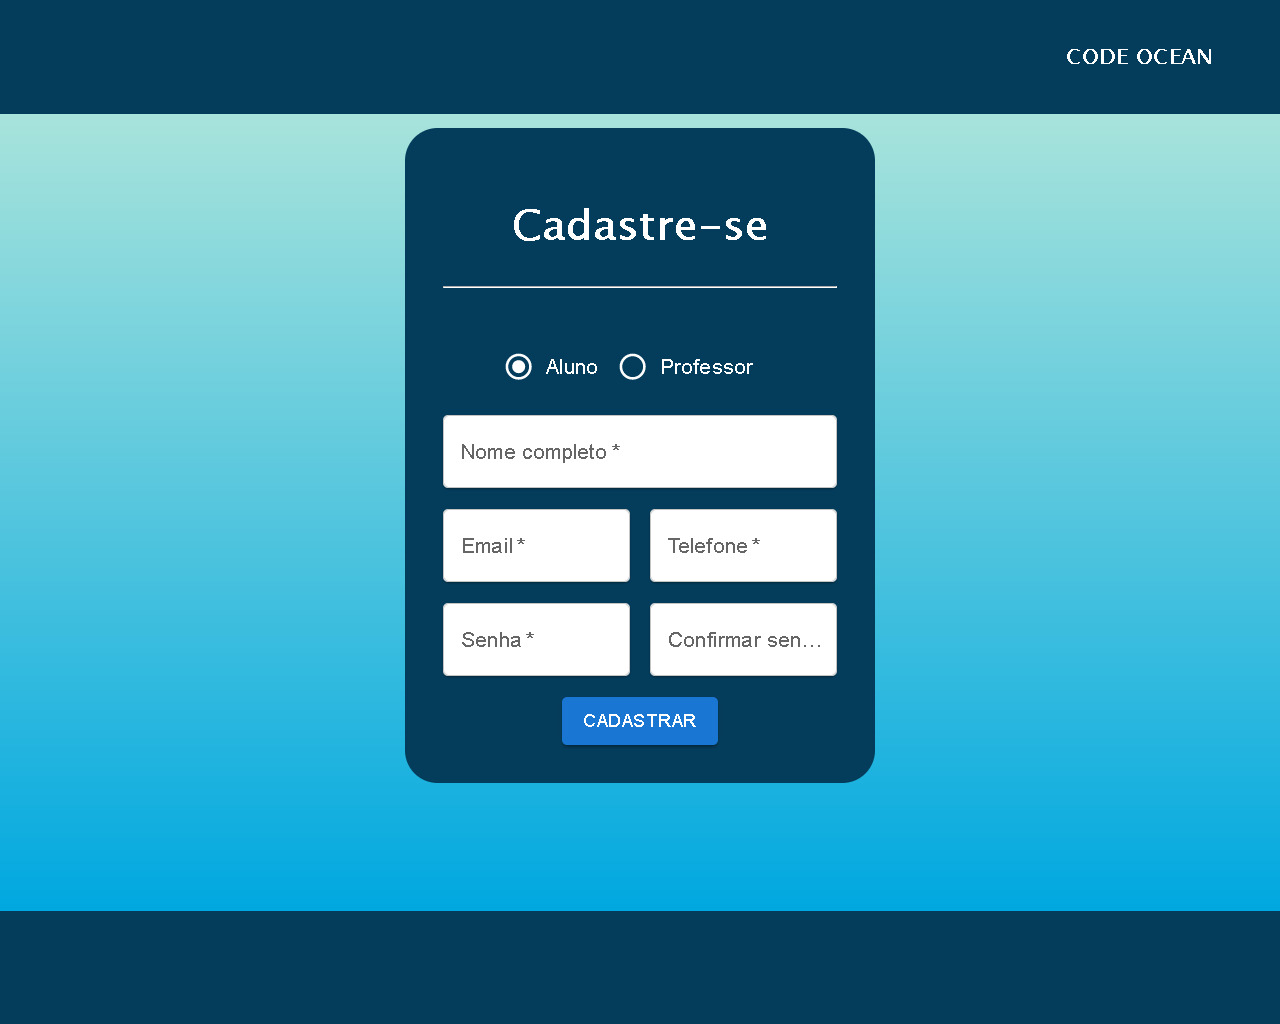 CODE OCEAN
Cadastre-se
Aluno Professor
Nome completo *
Email * Telefone *
Senha * Confirmar sen...
CADASTRAR